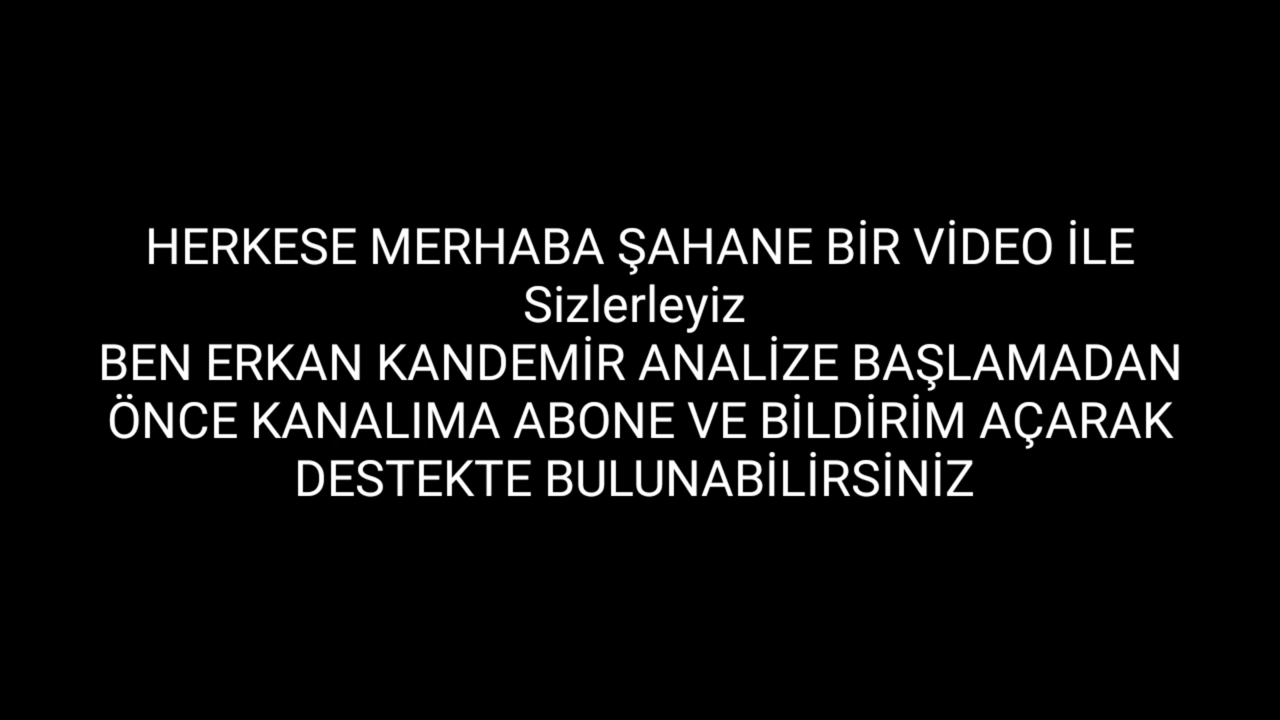 HERKESE MERHABA ŞAHANE BİR VİDEO İLE
Sizlerleyiz
BEN ERKAN KANDEMİR ANALİZE BAŞLAMADAN
ÖNCE KANALIMA ABONE VE BİLDİRİM AÇARAK
DESTEKTE BULUNABİLİRSİNİZ